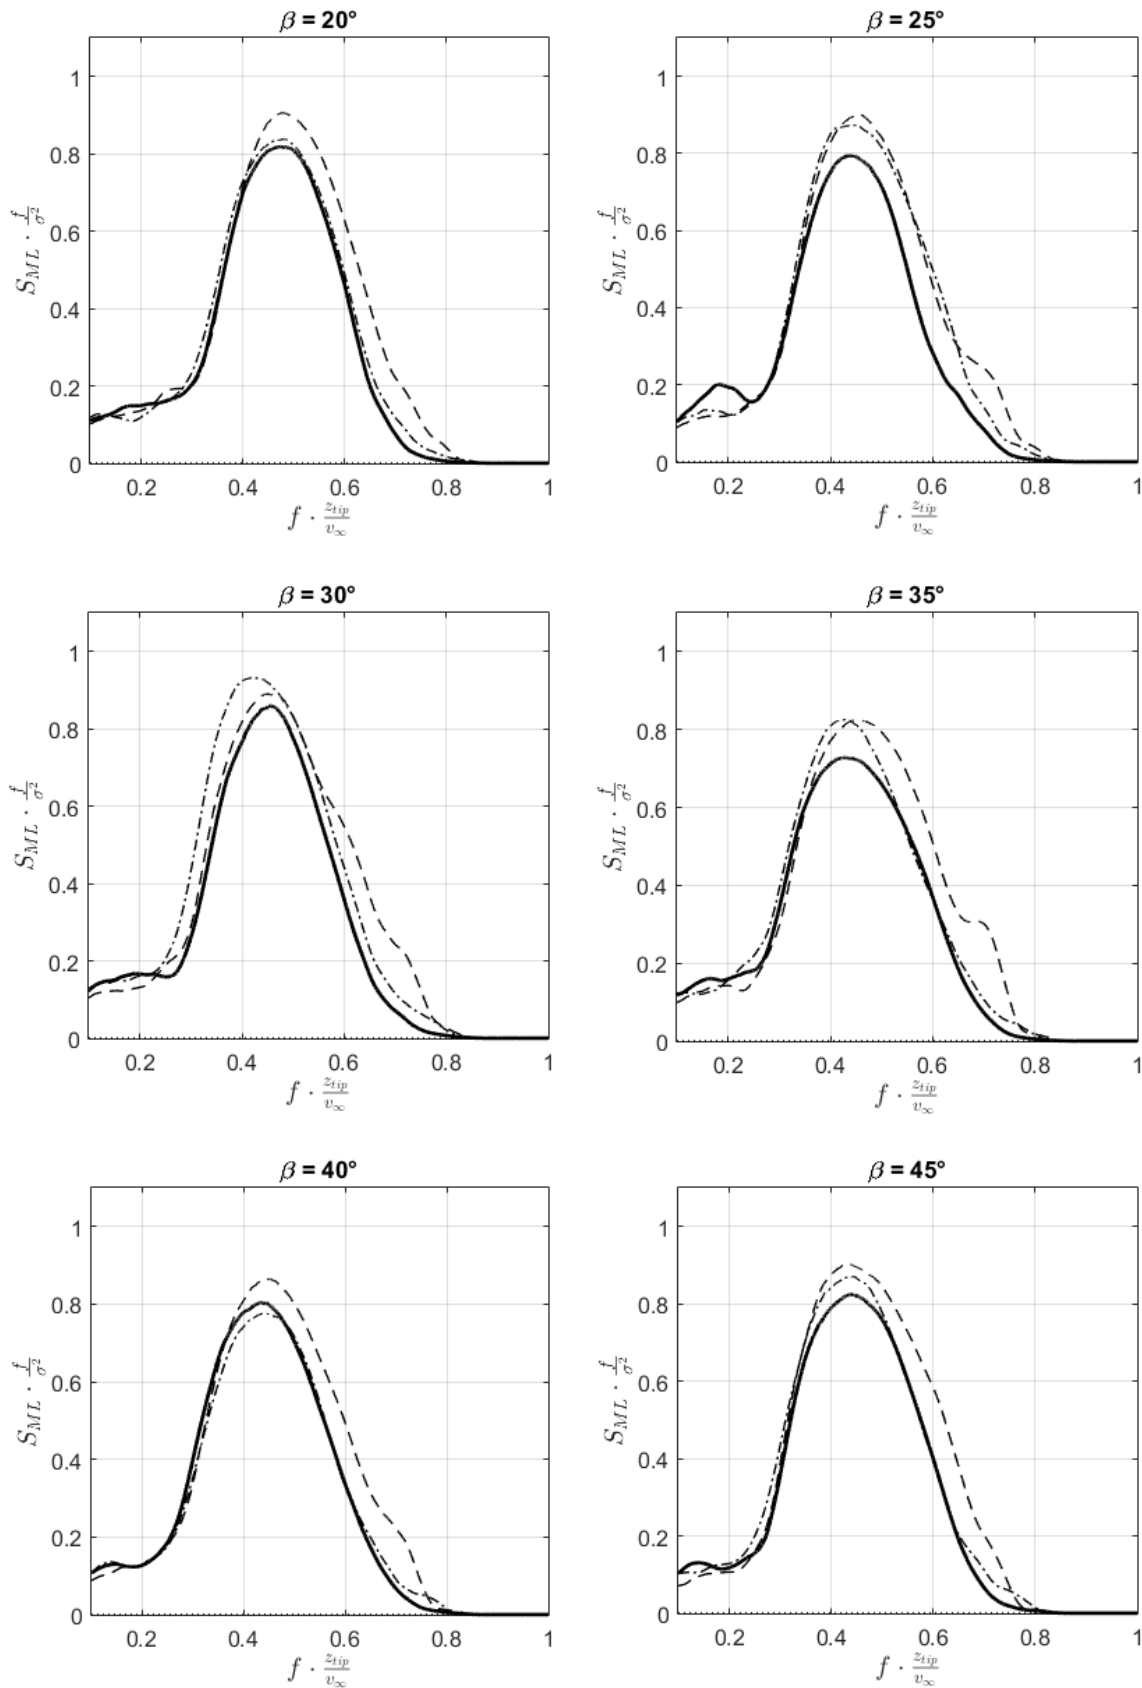 β = 20°
1
0.8
0.6
0.4
0.2
0
S_ML · f/σ²
0.2 0.4 0.6 0.8 1
f · z_tip/v_∞
β = 25°
1
0.8
0.6
0.4
0.2
0
S_ML · f/σ²
0.2 0.4 0.6 0.8 1
f · z_tip/v_∞
β = 30°
1
0.8
0.6
0.4
0.2
0
S_ML · f/σ²
0.2 0.4 0.6 0.8 1
f · z_tip/v_∞
β = 35°
1
0.8
0.6
0.4
0.2
0
S_ML · f/σ²
0.2 0.4 0.6 0.8 1
f · z_tip/v_∞
β = 40°
1
0.8
0.6
0.4
0.2
0
S_ML · f/σ²
0.2 0.4 0.6 0.8 1
f · z_tip/v_∞
β = 45°
1
0.8
0.6
0.4
0.2
0
S_ML · f/σ²
0.2 0.4 0.6 0.8 1
f · z_tip/v_∞